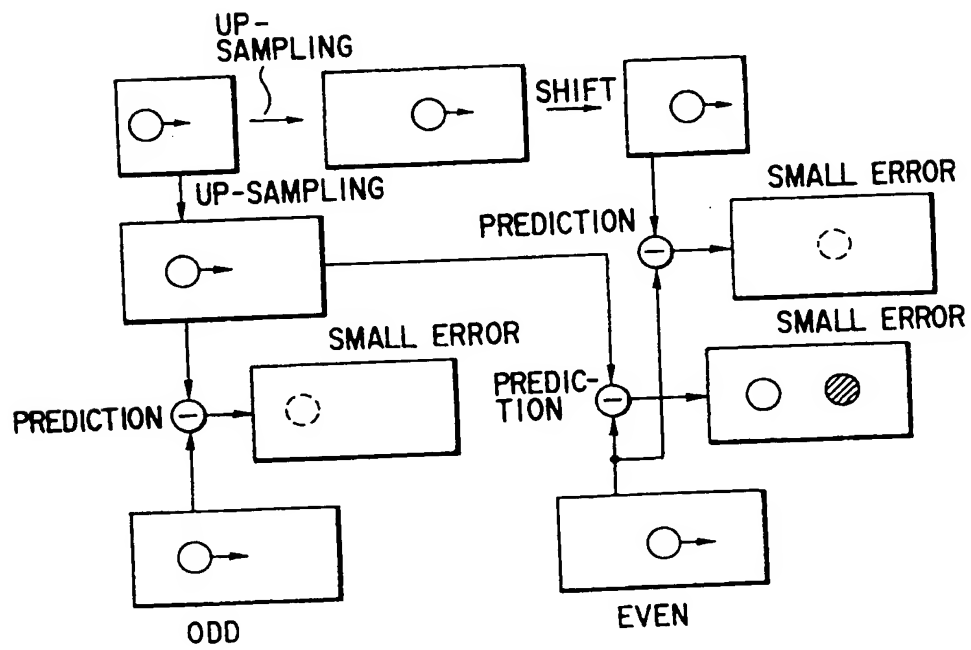 UP-
SAMPLING
SHIFT
UP-SAMPLING
SMALL ERROR
PREDICTION
SMALL ERROR
SMALL ERROR
PREDIC-
TION
PREDICTION
ODD
EVEN